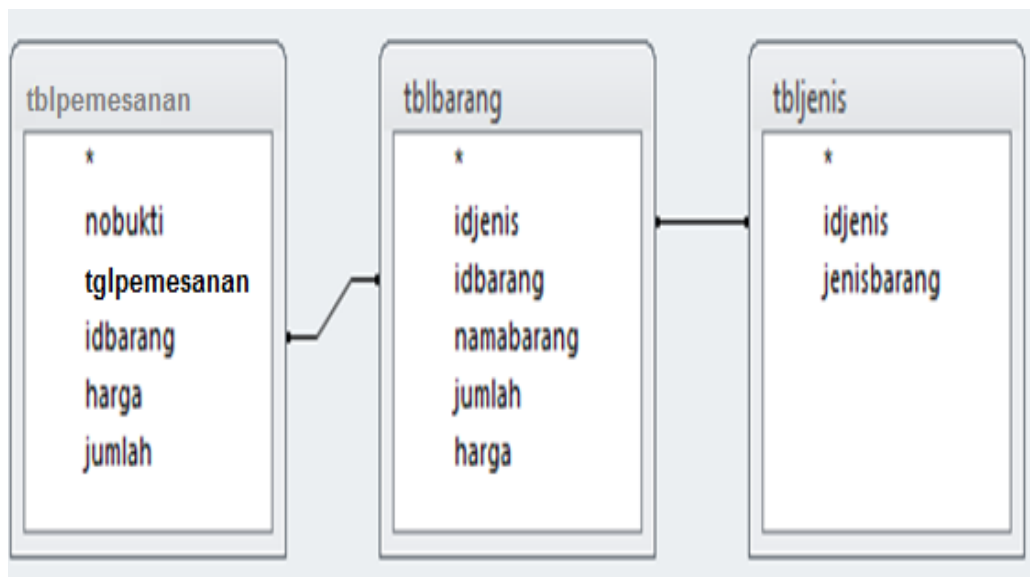 tblpemesanan
*
nobukti
tglpemesanan
idbarang
harga
jumlah
tblbarang
*
idjenis
idbarang
namabarang
jumlah
harga
tbljenis
*
idjenis
jenisbarang